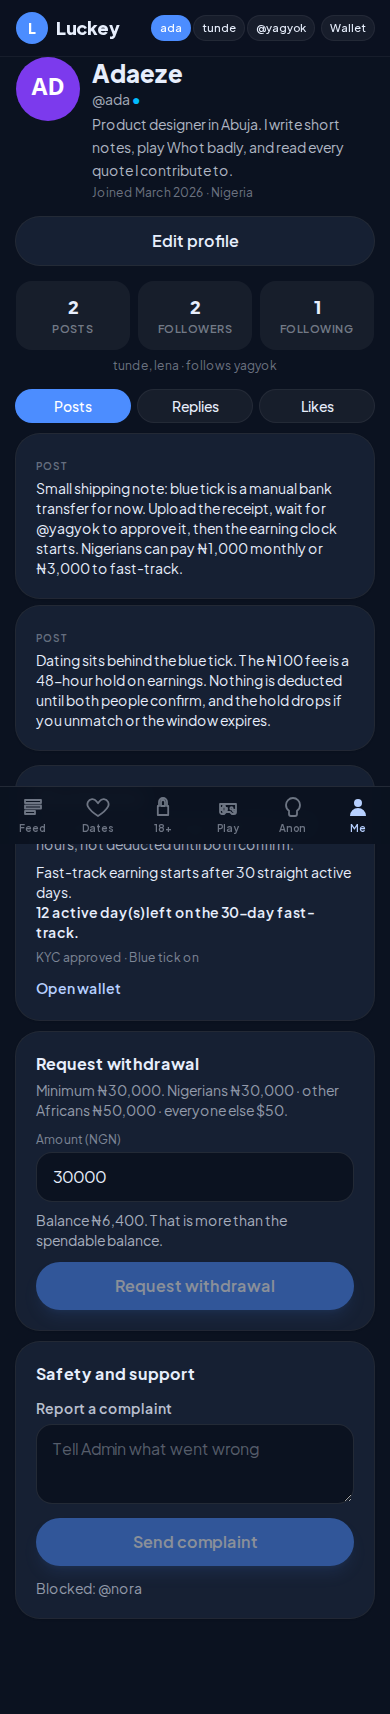 L Luckey ada tunde @yagyok Wallet
AD
Adaeze
@ada
Product designer in Abuja. I write short
notes, play Whot badly, and read every
quote I contribute to.
Joined March 2026 · Nigeria
Edit profile
2 2 1
POSTS FOLLOWERS FOLLOWING
tunde, lena · follows yagyok
Posts Replies Likes
POST
Small shipping note: blue tick is a manual bank
transfer for now. Upload the receipt, wait for
@yagyok to approve it, then the earning clock
starts. Nigerians can pay ₦1,000 monthly or
₦3,000 to fast-track.
POST
Dating sits behind the blue tick. The ₦100 fee is a
48-hour hold on earnings. Nothing is deducted
until both people confirm, and the hold drops if
you unmatch or the window expires.
Feed Dates 18+ Play Anon Me
hours, not deducted until both confirm.
Fast-track earning starts after 30 straight active
days.
12 active day(s) left on the 30-day fast-
track.
KYC approved · Blue tick on
Open wallet
Request withdrawal
Minimum ₦30,000. Nigerians ₦30,000 · other
Africans ₦50,000 · everyone else $50.
Amount (NGN)
30000
Balance ₦6,400. That is more than the
spendable balance.
Request withdrawal
Safety and support
Report a complaint
Tell Admin what went wrong
Send complaint
Blocked: @nora